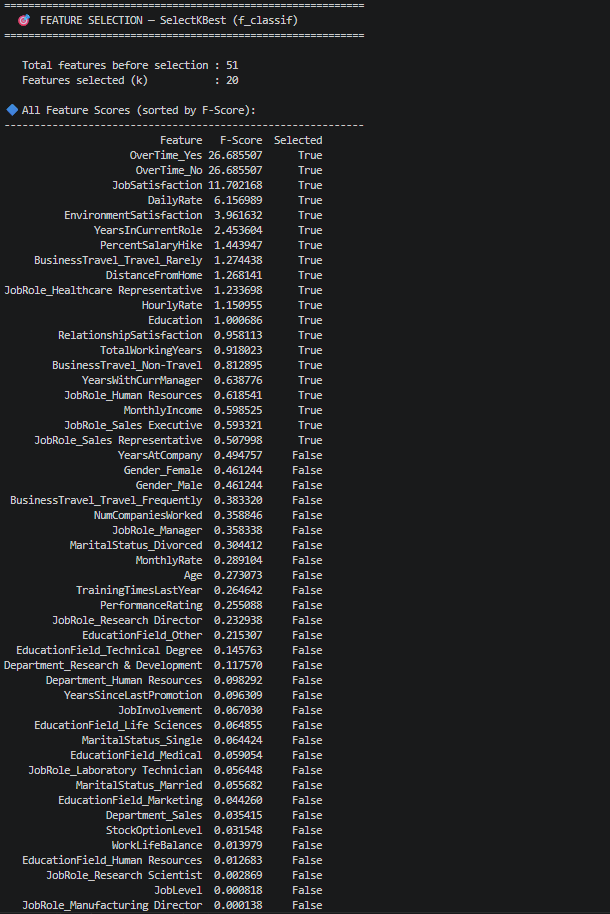 ============================================================
🎯 FEATURE SELECTION — SelectKBest (f_classif)
============================================================
Total features before selection : 51
Features selected (k) : 20
🔷 All Feature Scores (sorted by F-Score):
------------------------------------------------------------
Feature F-Score Selected
OverTime_Yes 26.685507 True
OverTime_No 26.685507 True
JobSatisfaction 11.702168 True
DailyRate 6.156989 True
EnvironmentSatisfaction 3.961632 True
YearsInCurrentRole 2.453604 True
PercentSalaryHike 1.443947 True
BusinessTravel_Travel_Rarely 1.274438 True
DistanceFromHome 1.268141 True
JobRole_Healthcare Representative 1.233698 True
HourlyRate 1.150955 True
Education 1.000686 True
RelationshipSatisfaction 0.958113 True
TotalWorkingYears 0.918023 True
BusinessTravel_Non-Travel 0.812895 True
YearsWithCurrManager 0.638776 True
JobRole_Human Resources 0.618541 True
MonthlyIncome 0.598525 True
JobRole_Sales Executive 0.593321 True
JobRole_Sales Representative 0.507998 True
YearsAtCompany 0.494757 False
Gender_Female 0.461244 False
Gender_Male 0.461244 False
BusinessTravel_Travel_Frequently 0.383320 False
NumCompaniesWorked 0.358846 False
JobRole_Manager 0.358338 False
MaritalStatus_Divorced 0.304412 False
MonthlyRate 0.289104 False
Age 0.273073 False
TrainingTimesLastYear 0.264642 False
PerformanceRating 0.255088 False
JobRole_Research Director 0.232938 False
EducationField_Other 0.215307 False
EducationField_Technical Degree 0.145763 False
Department_Research & Development 0.117570 False
Department_Human Resources 0.098292 False
YearsSinceLastPromotion 0.096309 False
JobInvolvement 0.067030 False
EducationField_Life Sciences 0.064855 False
MaritalStatus_Single 0.064424 False
EducationField_Medical 0.059054 False
JobRole_Laboratory Technician 0.056448 False
MaritalStatus_Married 0.055682 False
EducationField_Marketing 0.044260 False
Department_Sales 0.035415 False
StockOptionLevel 0.031548 False
WorkLifeBalance 0.013979 False
EducationField_Human Resources 0.012683 False
JobRole_Research Scientist 0.002869 False
JobLevel 0.000818 False
JobRole_Manufacturing Director 0.000138 False